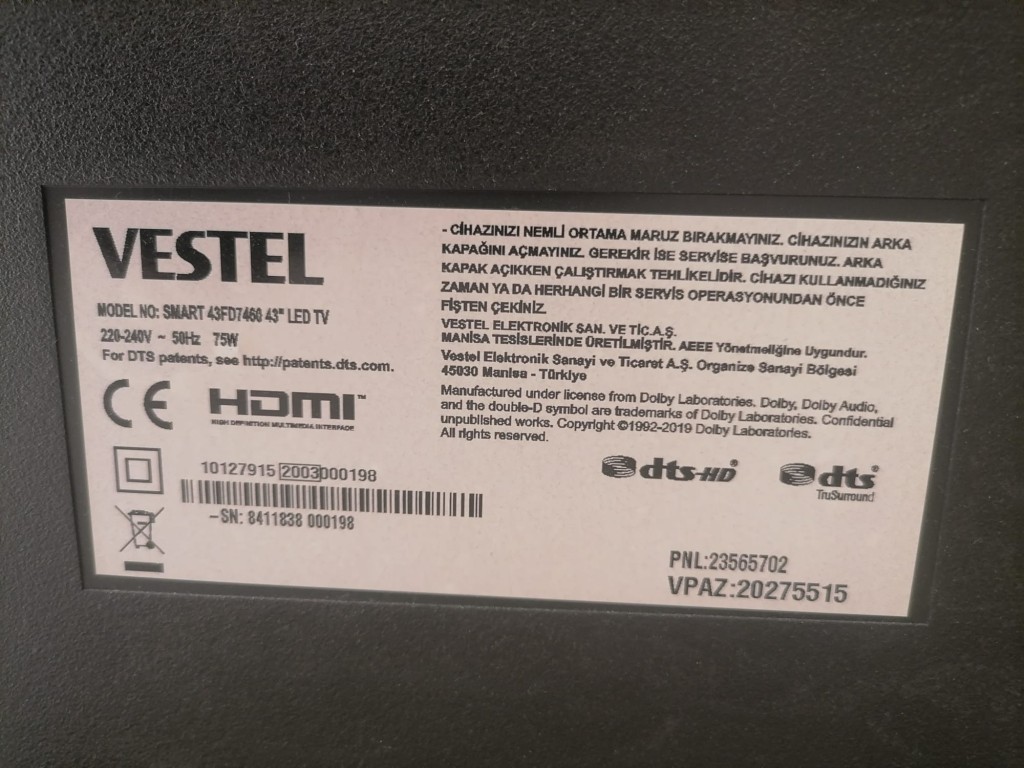 VESTEL
MODEL NO: SMART 43FD7460 43" LED TV
220-240V ~ 50Hz 75W
For DTS patents, see http://patents.dts.com.
CE HDMI™
HIGH DEFINITION MULTIMEDIA INTERFACE
10127915 2003000198
-SN: 8411838 000198
- CİHAZINIZI NEMLİ ORTAMA MARUZ BIRAKMAYINIZ. CİHAZINIZIN ARKA
KAPAĞINI AÇMAYINIZ. GEREKİR İSE SERVİSE BAŞVURUNUZ. ARKA
KAPAK AÇIKKEN ÇALIŞTIRMAK TEHLİKELİDİR. CİHAZI KULLANMADIĞINIZ
ZAMAN YA DA HERHANGİ BİR SERVİS OPERASYONUNDAN ÖNCE
FİŞTEN ÇEKİNİZ.
VESTEL ELEKTRONİK SAN. VE TİC.A.Ş.
MANİSA TESİSLERİNDE ÜRETİLMİŞTİR. AEEE Yönetmeliğine Uygundur.
Vestel Elektronik Sanayi ve Ticaret A.Ş. Organize Sanayi Bölgesi
45030 Manisa - Türkiye
Manufactured under license from Dolby Laboratories. Dolby, Dolby Audio,
and the double-D symbol are trademarks of Dolby Laboratories. Confidential
unpublished works. Copyright ©1992-2019 Dolby Laboratories.
All rights reserved.
dts-HD® dts®
TruSurround
PNL:23565702
VPAZ:20275515